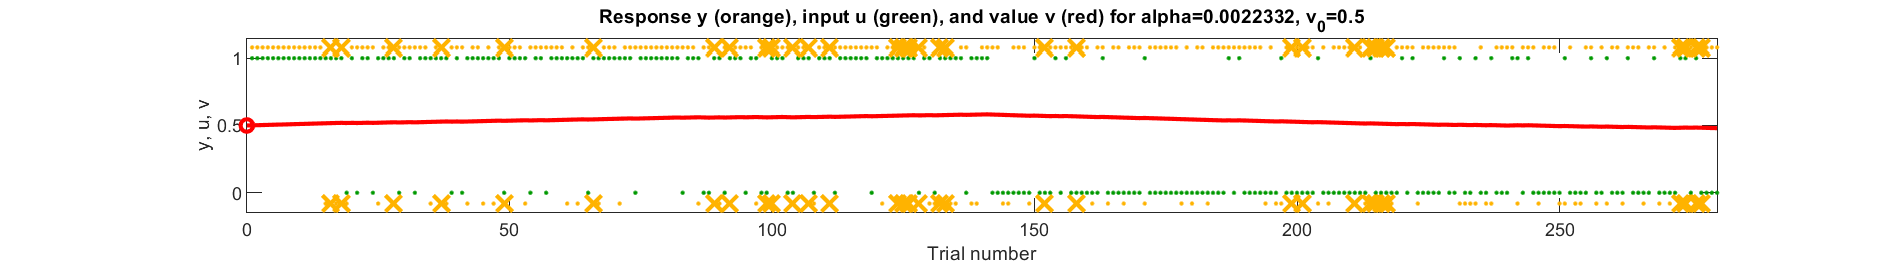 Response y (orange), input u (green), and value v (red) for alpha=0.0022332, v0=0.5
y, u, v
1
0.5
0
0 50 100 150 200 250
Trial number